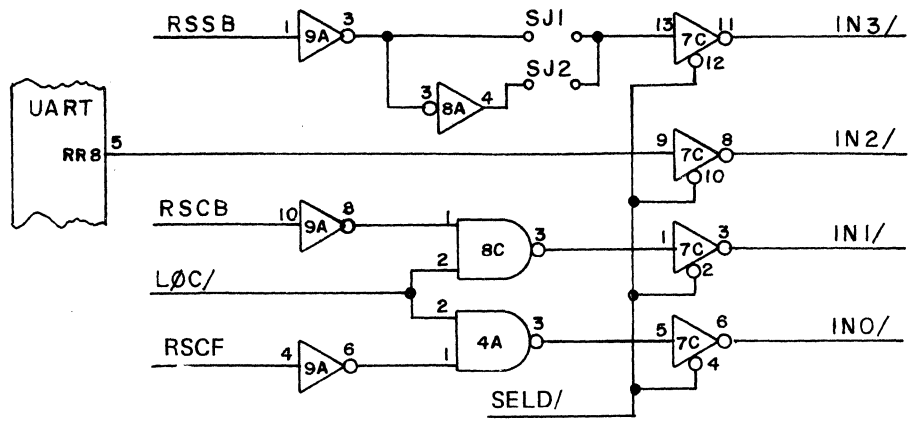 RSSB 1 9A 3 SJ1 13 7C 11 IN3/
12
SJ2
3 8A 4
UART
RR8 5 9 7C 8 IN2/
10
RSCB 10 9A 8 1 8C 3 1 7C 3 IN1/
2 2
LØC/
2
RSCF 4 9A 6 1 4A 3 5 7C 6 IN0/
4
SELD/